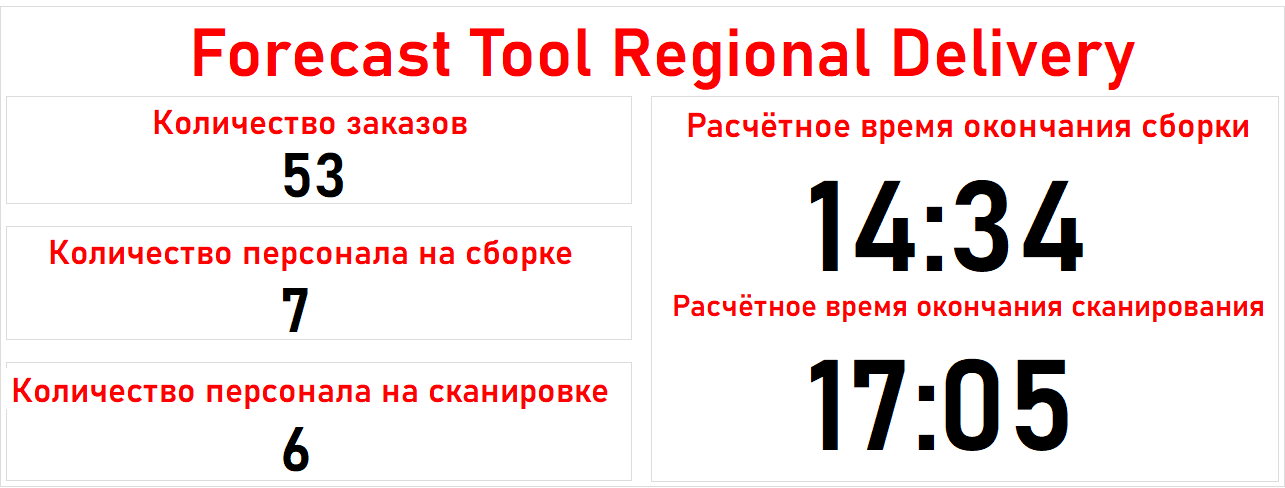 Forecast Tool Regional Delivery
Количество заказов
53
Количество персонала на сборке
7
Количество персонала на сканировке
6
Расчётное время окончания сборки
14:34
Расчётное время окончания сканирования
17:05